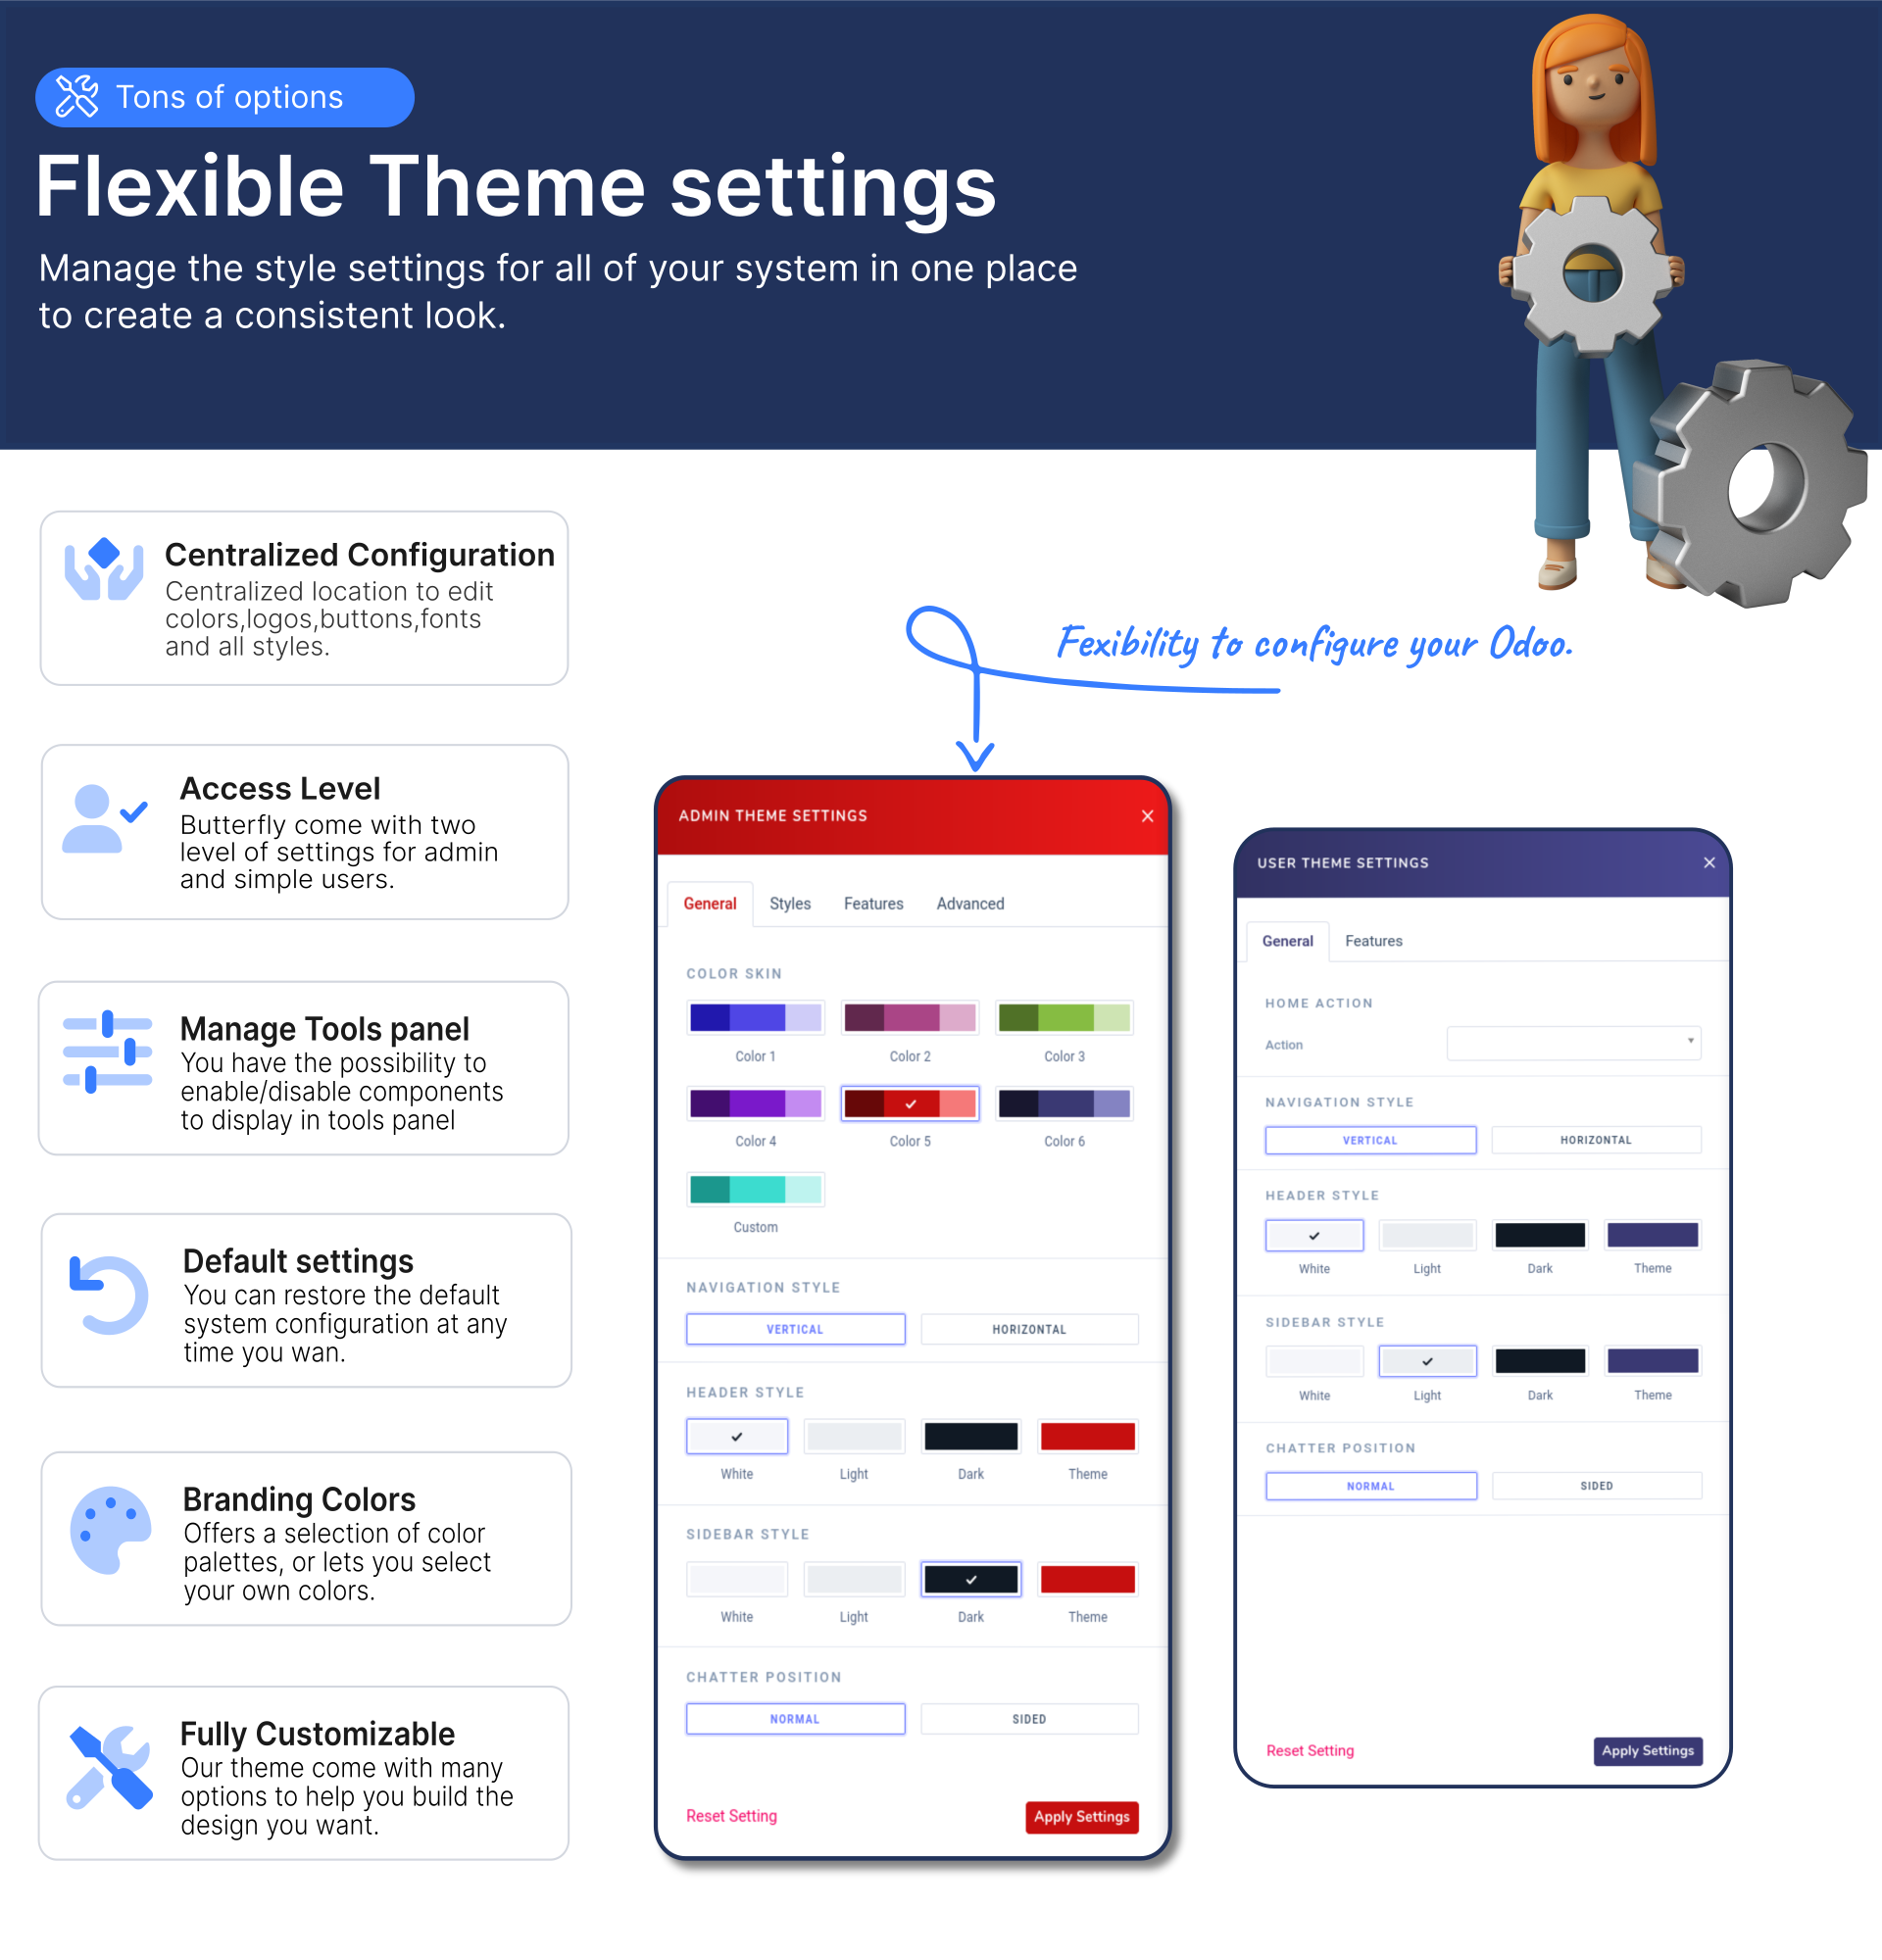 Tons of options
Flexible Theme settings
Manage the style settings for all of your system in one place
to create a consistent look.
Centralized Configuration
Centralized location to edit
colors,logos,buttons,fonts
and all styles.
Access Level
Butterfly come with two
level of settings for admin
and simple users.
Manage Tools panel
You have the possibility to
enable/disable components
to display in tools panel
Default settings
You can restore the default
system configuration at any
time you wan.
Branding Colors
Offers a selection of color
palettes, or lets you select
your own colors.
Fully Customizable
Our theme come with many
options to help you build the
design you want.
Fexibility to configure your Odoo.
ADMIN THEME SETTINGS
General Styles Features Advanced
COLOR SKIN
Color 1 Color 2 Color 3
Color 4 Color 5 Color 6
Custom
NAVIGATION STYLE
VERTICAL HORIZONTAL
HEADER STYLE
White Light Dark Theme
SIDEBAR STYLE
White Light Dark Theme
CHATTER POSITION
NORMAL SIDED
Reset Setting Apply Settings
USER THEME SETTINGS
General Features
HOME ACTION
Action
NAVIGATION STYLE
VERTICAL HORIZONTAL
HEADER STYLE
White Light Dark Theme
SIDEBAR STYLE
White Light Dark Theme
CHATTER POSITION
NORMAL SIDED
Reset Setting Apply Settings